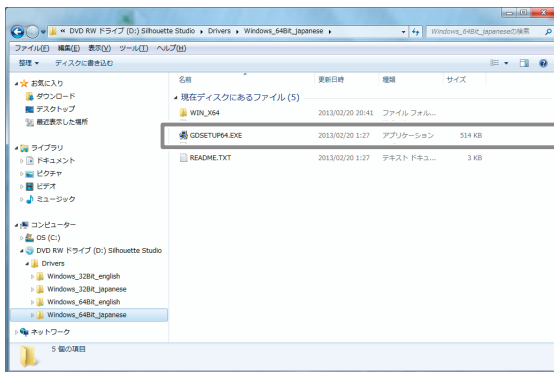 « DVD RW ドライブ (D:) Silhouette Studio ▸ Drivers ▸ Windows_64Bit_japanese ▸
Windows_64Bit_japaneseの検索
ファイル(F) 編集(E) 表示(V) ツール(T) ヘルプ(H)
整理 ▼ ディスクに書き込む
お気に入り
ダウンロード
デスクトップ
最近表示した場所
ライブラリ
ドキュメント
ピクチャ
ビデオ
ミュージック
コンピューター
OS (C:)
DVD RW ドライブ (D:) Silhouette Studio
Drivers
Windows_32Bit_english
Windows_32Bit_japanese
Windows_64Bit_english
Windows_64Bit_japanese
ネットワーク
名前 更新日時 種類 サイズ
現在ディスクにあるファイル (5)
WIN_X64 2013/02/20 20:41 ファイル フォル...
GDSETUP64.EXE 2013/02/20 1:27 アプリケーション 514 KB
README.TXT 2013/02/20 1:27 テキスト ドキュ... 3 KB
5 個の項目